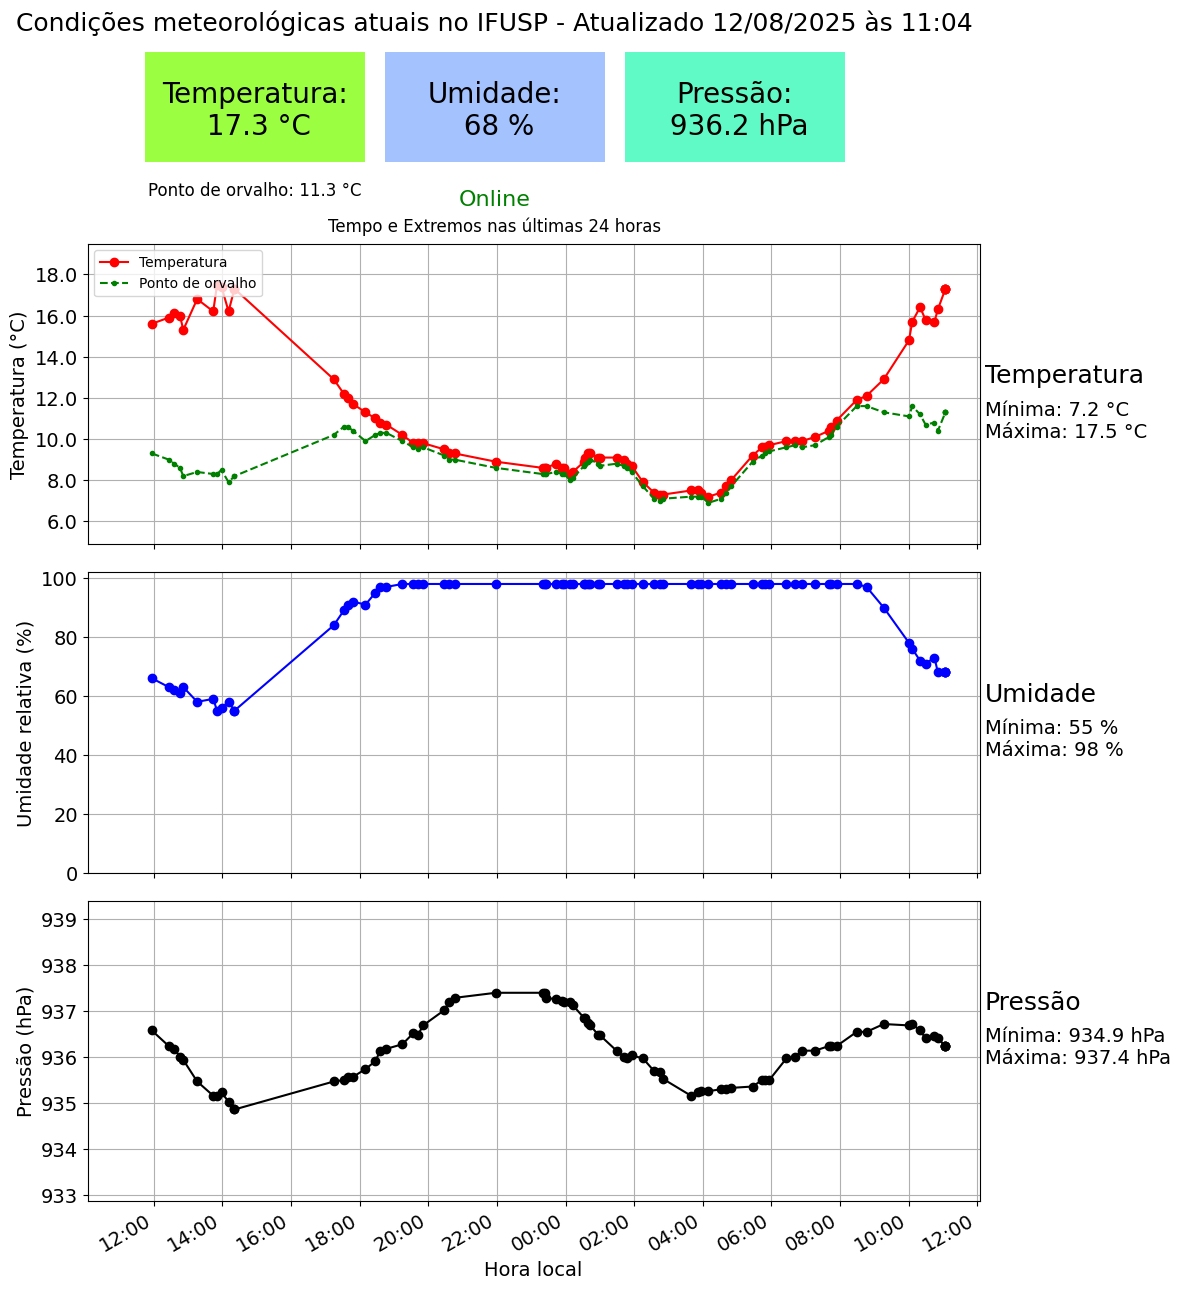 Condições meteorológicas atuais no IFUSP - Atualizado 12/08/2025 às 11:04
Temperatura:
17.3 °C
Umidade:
68 %
Pressão:
936.2 hPa
Ponto de orvalho: 11.3 °C
Online
Tempo e Extremos nas últimas 24 horas
Temperatura
Ponto de orvalho
Temperatura (°C)
18.0
16.0
14.0
12.0
10.0
8.0
6.0
Temperatura
Mínima: 7.2 °C
Máxima: 17.5 °C
Umidade relativa (%)
100
80
60
40
20
0
Umidade
Mínima: 55 %
Máxima: 98 %
Pressão (hPa)
939
938
937
936
935
934
933
Pressão
Mínima: 934.9 hPa
Máxima: 937.4 hPa
12:00 14:00 16:00 18:00 20:00 22:00 00:00 02:00 04:00 06:00 08:00 10:00 12:00
Hora local